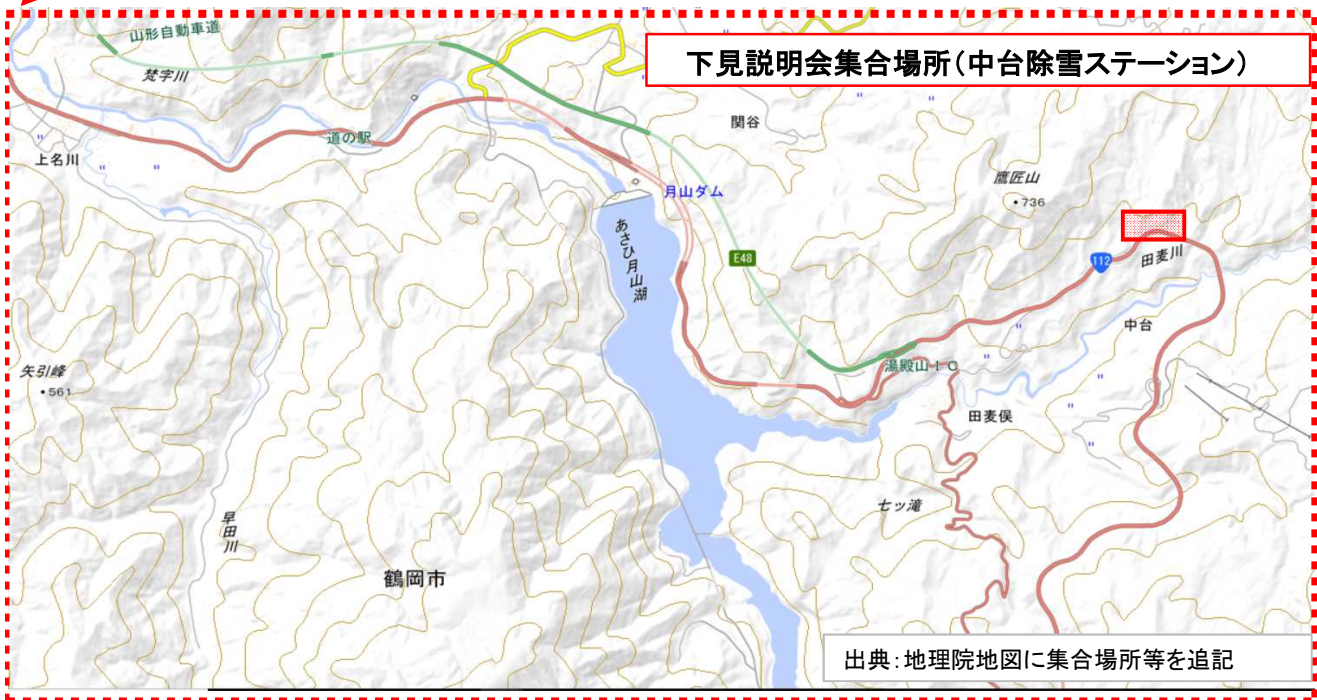 山形自動車道
下見説明会集合場所（中台除雪ステーション）
梵字川
関谷
道の駅
上名川
鷹匠山
月山ダム
・736
あさひ月山湖
E48
112
田麦川
中台
矢引峰
・561
湯殿山ＩＣ
田麦俣
七ッ滝
早田川
鶴岡市
出典：地理院地図に集合場所等を追記